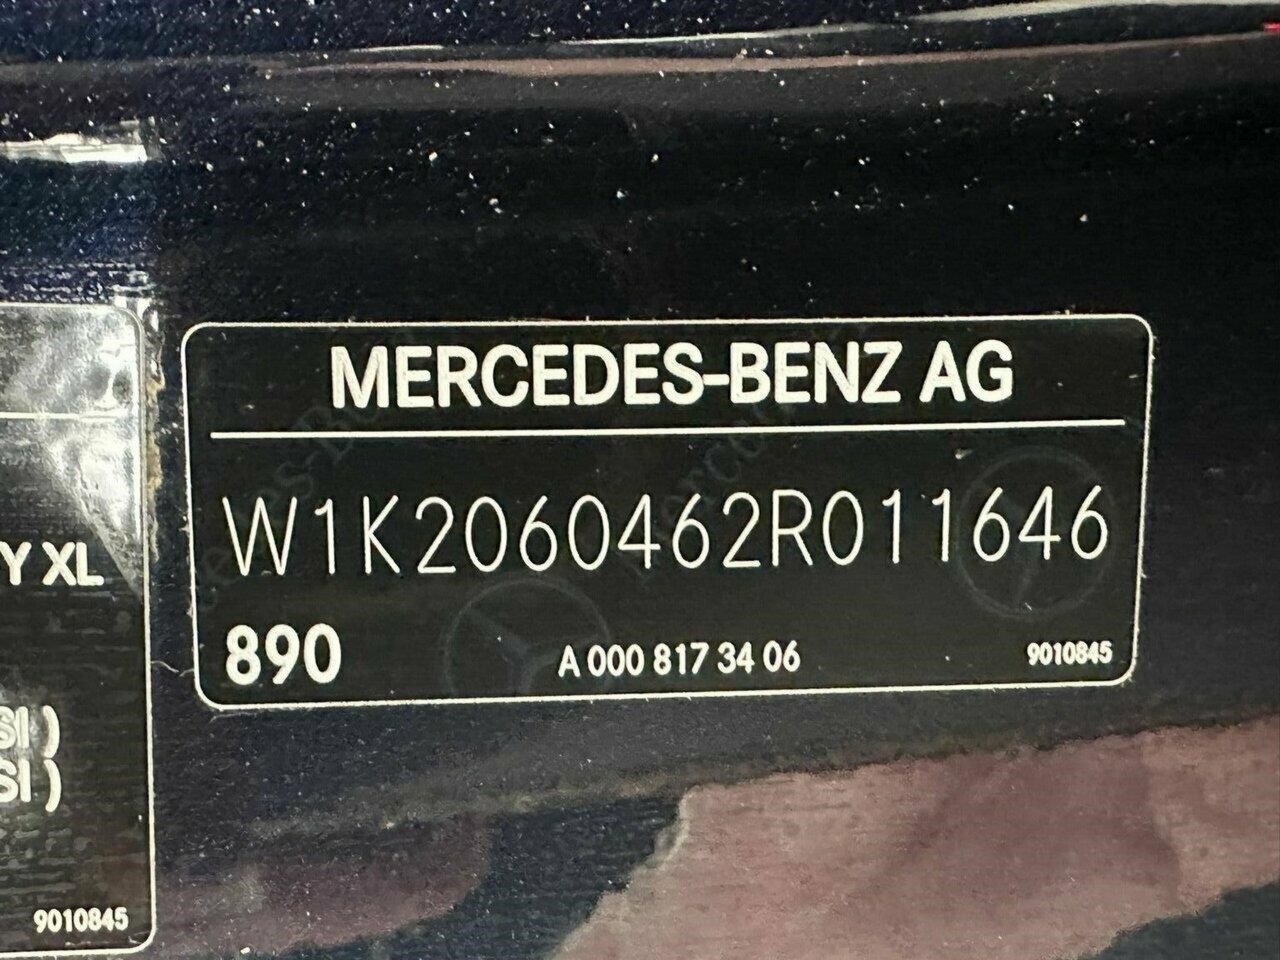 MERCEDES-BENZ AG
W1K2060462R011646
890 A 000 817 34 06 9010845
Y XL
SI )
SI )
9010845